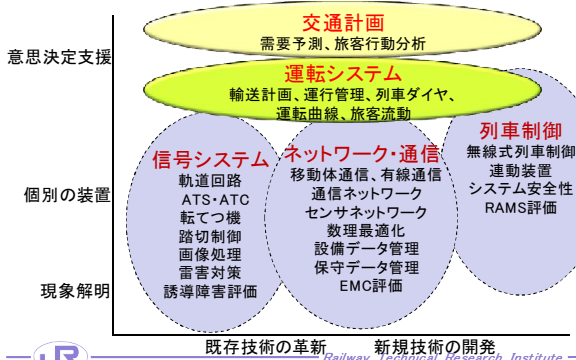 意思決定支援
個別の装置
現象解明
交通計画
需要予測、旅客行動分析
運転システム
輸送計画、運行管理、列車ダイヤ、
運転曲線、旅客流動
信号システム
軌道回路
ATS・ATC
転てつ機
踏切制御
画像処理
雷害対策
誘導障害評価
ネットワーク・通信
移動体通信、有線通信
通信ネットワーク
センサネットワーク
数理最適化
設備データ管理
保守データ管理
EMC評価
列車制御
無線式列車制御
連動装置
システム安全性
RAMS評価
既存技術の革新
新規技術の開発
Railway Technical Research Institute